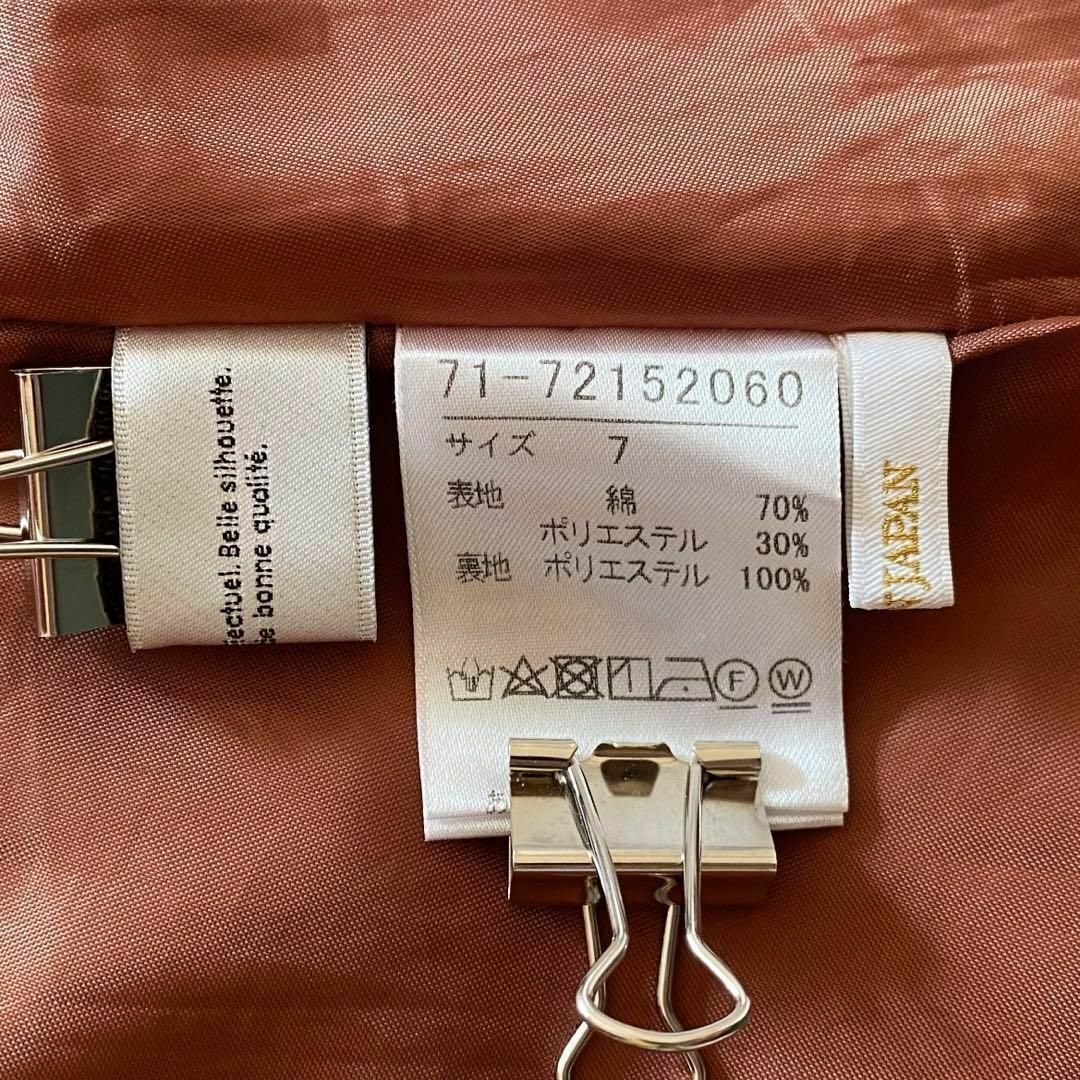 Belle silhouette.
bonne qualité.
71-72152060
サイズ 7
表地 綿 70%
ポリエステル 30%
裏地 ポリエステル 100%
F W
お
JAPAN